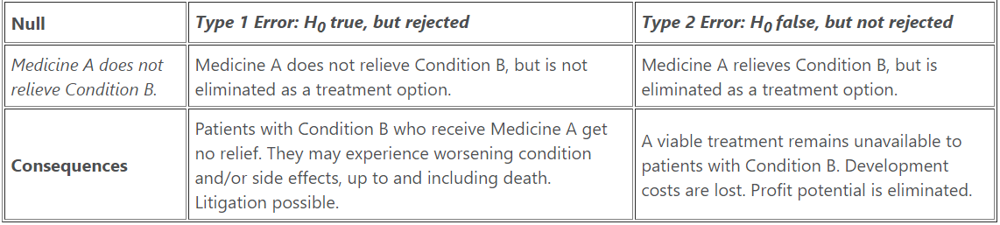 Null
Type 1 Error: H0 true, but rejected
Type 2 Error: H0 false, but not rejected
Medicine A does not
relieve Condition B.
Medicine A does not relieve Condition B, but is not
eliminated as a treatment option.
Medicine A relieves Condition B, but is
eliminated as a treatment option.
Consequences
Patients with Condition B who receive Medicine A get
no relief. They may experience worsening condition
and/or side effects, up to and including death.
Litigation possible.
A viable treatment remains unavailable to
patients with Condition B. Development
costs are lost. Profit potential is eliminated.